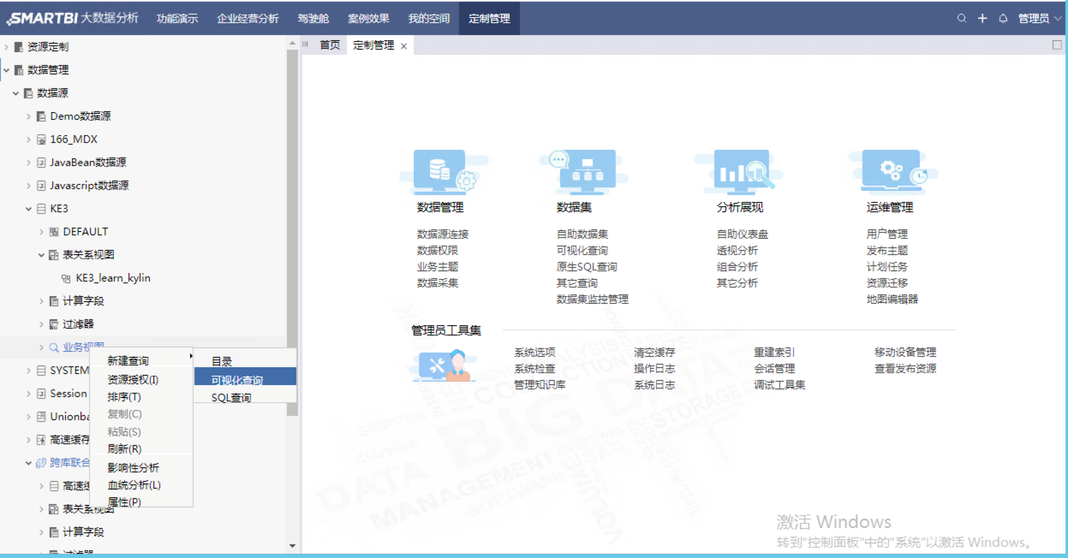 SMARTBI 大数据分析 功能演示 企业经营分析 驾驶舱 案例效果 我的空间 定制管理 管理员
资源定制
数据管理
数据源
Demo数据源
166_MDX
JavaBean数据源
Javascript数据源
KE3
DEFAULT
表关系视图
KE3_learn_kylin
计算字段
过滤器
业务视图
SYSTEM
Session
Unionba
高速缓存
跨库联合
高速缓
表关系视图
计算字段
过滤器
新建查询
资源授权(I)
排序(T)
复制(C)
粘贴(S)
刷新(R)
影响性分析
血统分析(L)
属性(P)
目录
可视化查询
SQL查询
首页 定制管理
数据管理
数据源连接
数据权限
业务主题
数据采集
数据集
自助数据集
可视化查询
原生SQL查询
其它查询
数据集监控管理
分析展现
自助仪表盘
透视分析
组合分析
其它分析
运维管理
用户管理
发布主题
计划任务
资源迁移
地图编辑器
管理员工具集
系统选项 清空缓存 重建索引 移动设备管理
系统检查 操作日志 会话管理 查看发布资源
管理知识库 系统日志 调试工具集
BIG DATA
DATA
MANAGEMENT
STORAGE
VOLUME
激活 Windows
转到"控制面板"中的"系统"以激活 Windows。